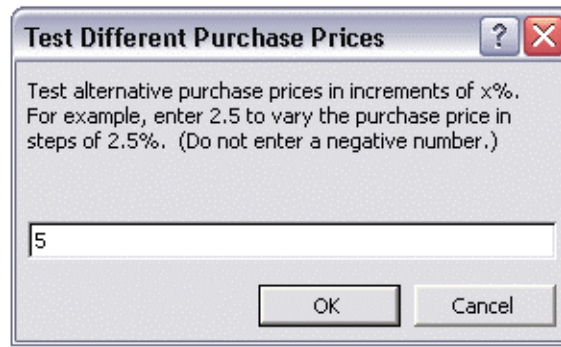 Test Different Purchase Prices
?
Test alternative purchase prices in increments of x%.
For example, enter 2.5 to vary the purchase price in
steps of 2.5%.  (Do not enter a negative number.)
5
OK
Cancel